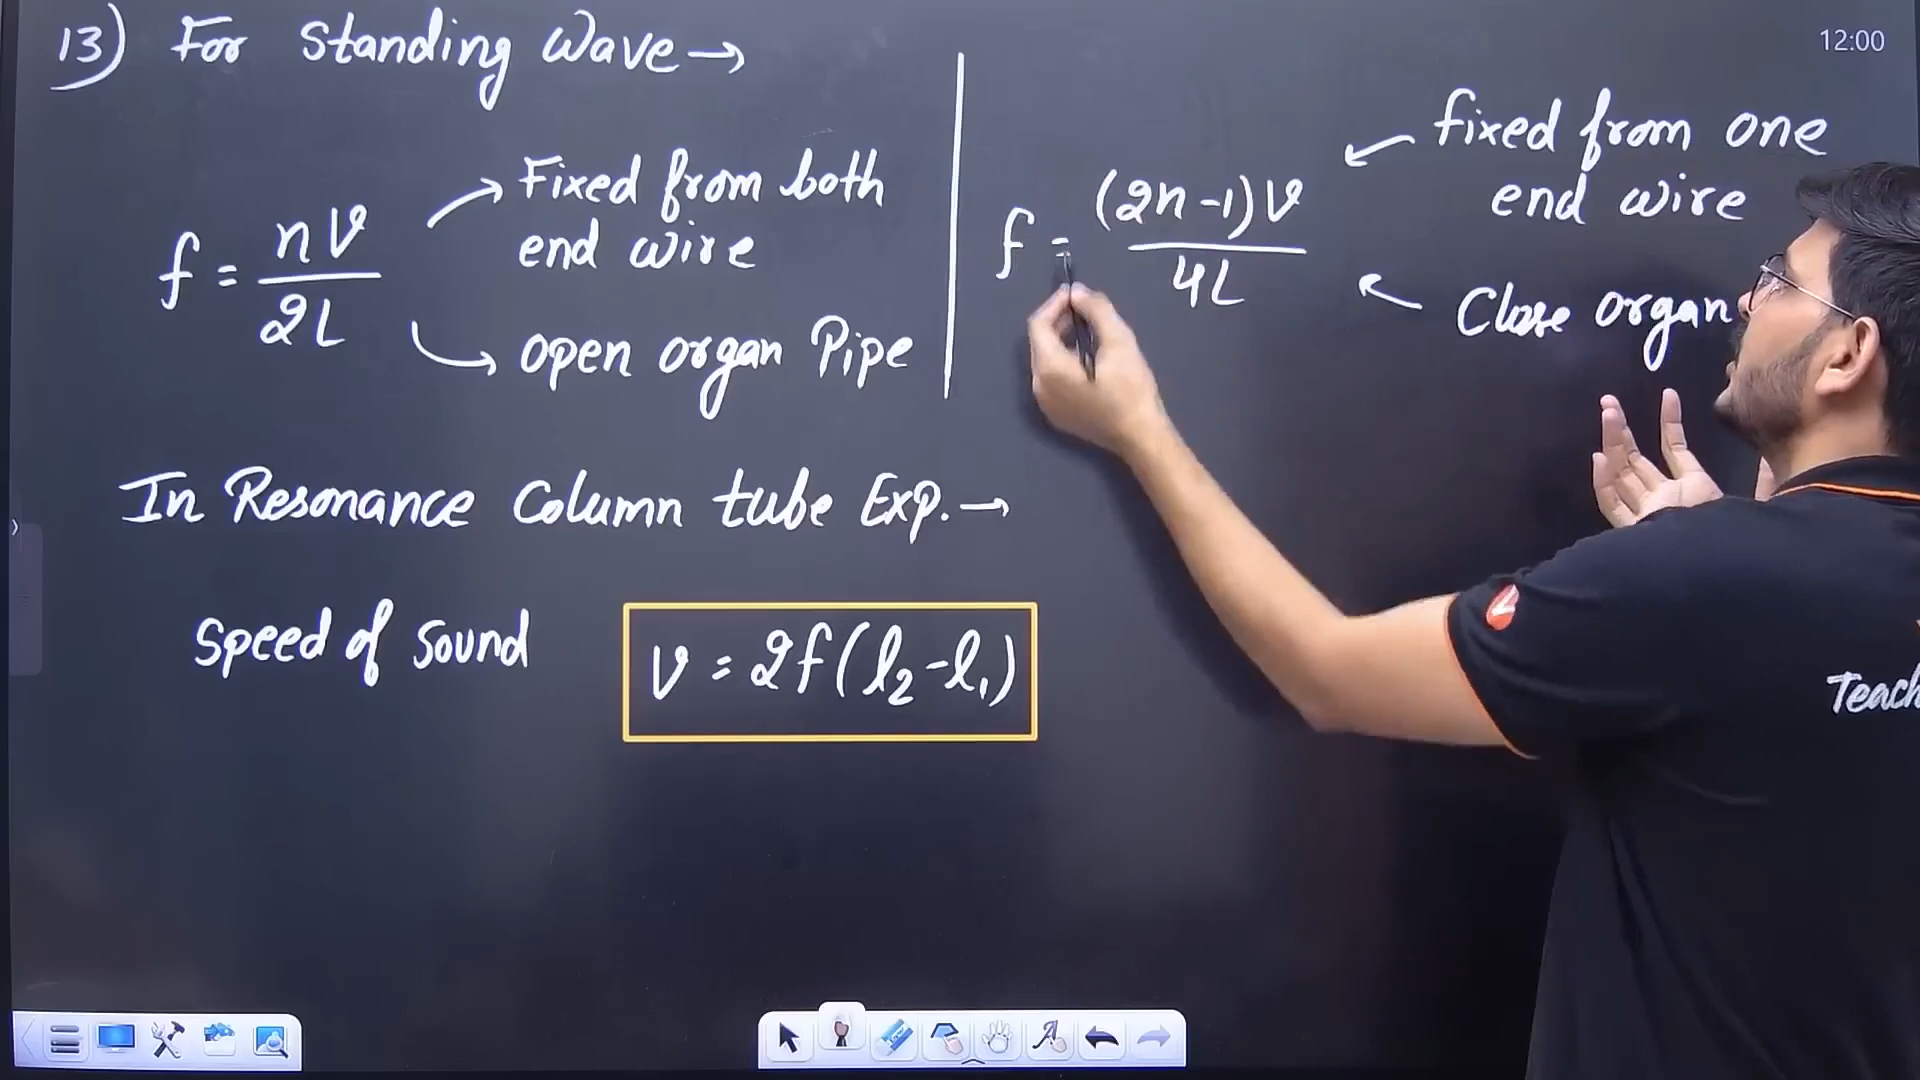 13) For Standing Wave→
12:00
f = nV/2L
Fixed from both
end wire
open organ Pipe
f = (2n-1)V/4L
fixed from one
end wire
Close organ
In Resonance Column tube Exp.→
Speed of Sound
V = 2f(l₂-l₁)
Teach